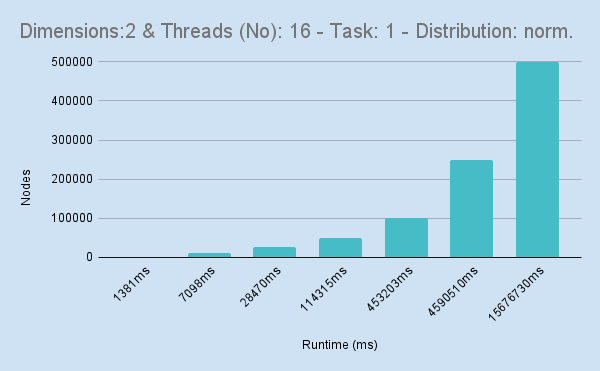 Dimensions:2 & Threads (No): 16 - Task: 1 - Distribution: norm.
500000
400000
300000
200000
100000
0
Nodes
1381ms
7098ms
28470ms
114315ms
453203ms
4590510ms
15676730ms
Runtime (ms)